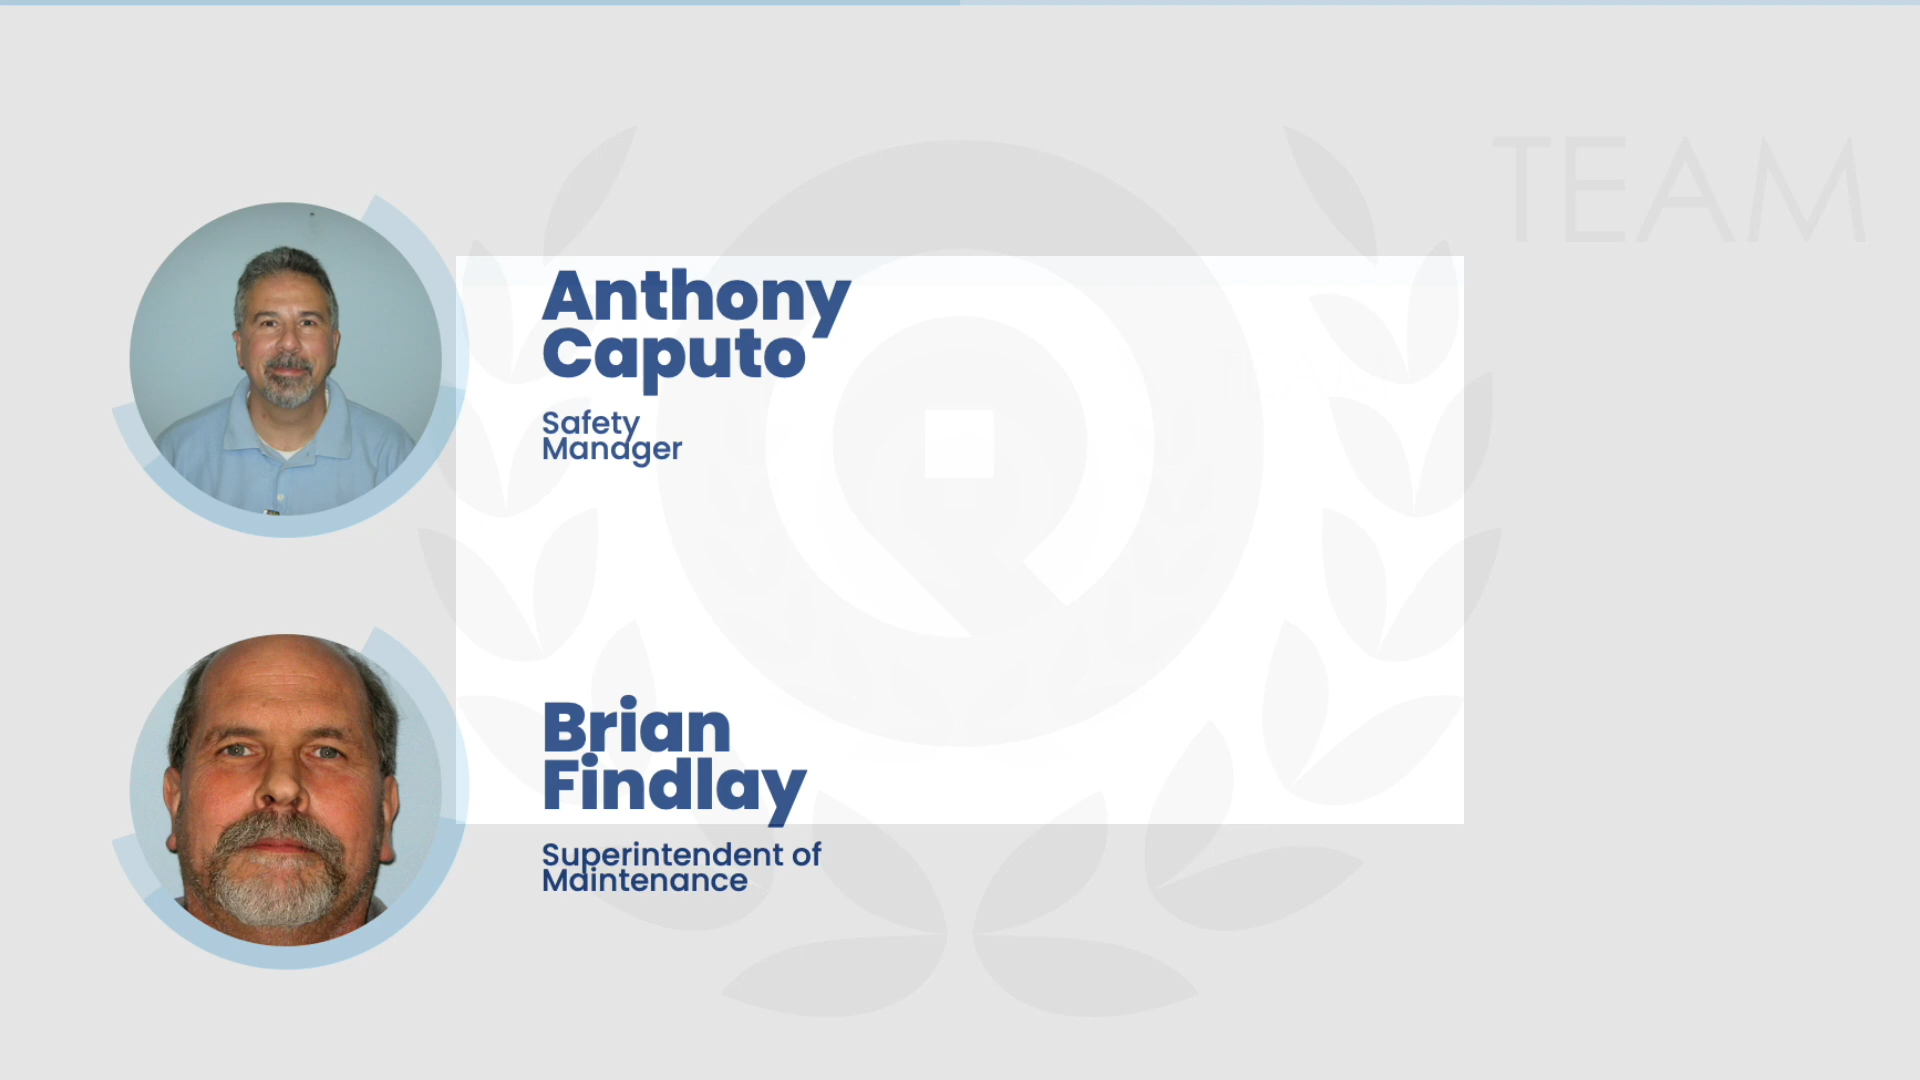 TEAM
Anthony
Caputo
Safety
Manager
Brian
Findlay
Superintendent of
Maintenance